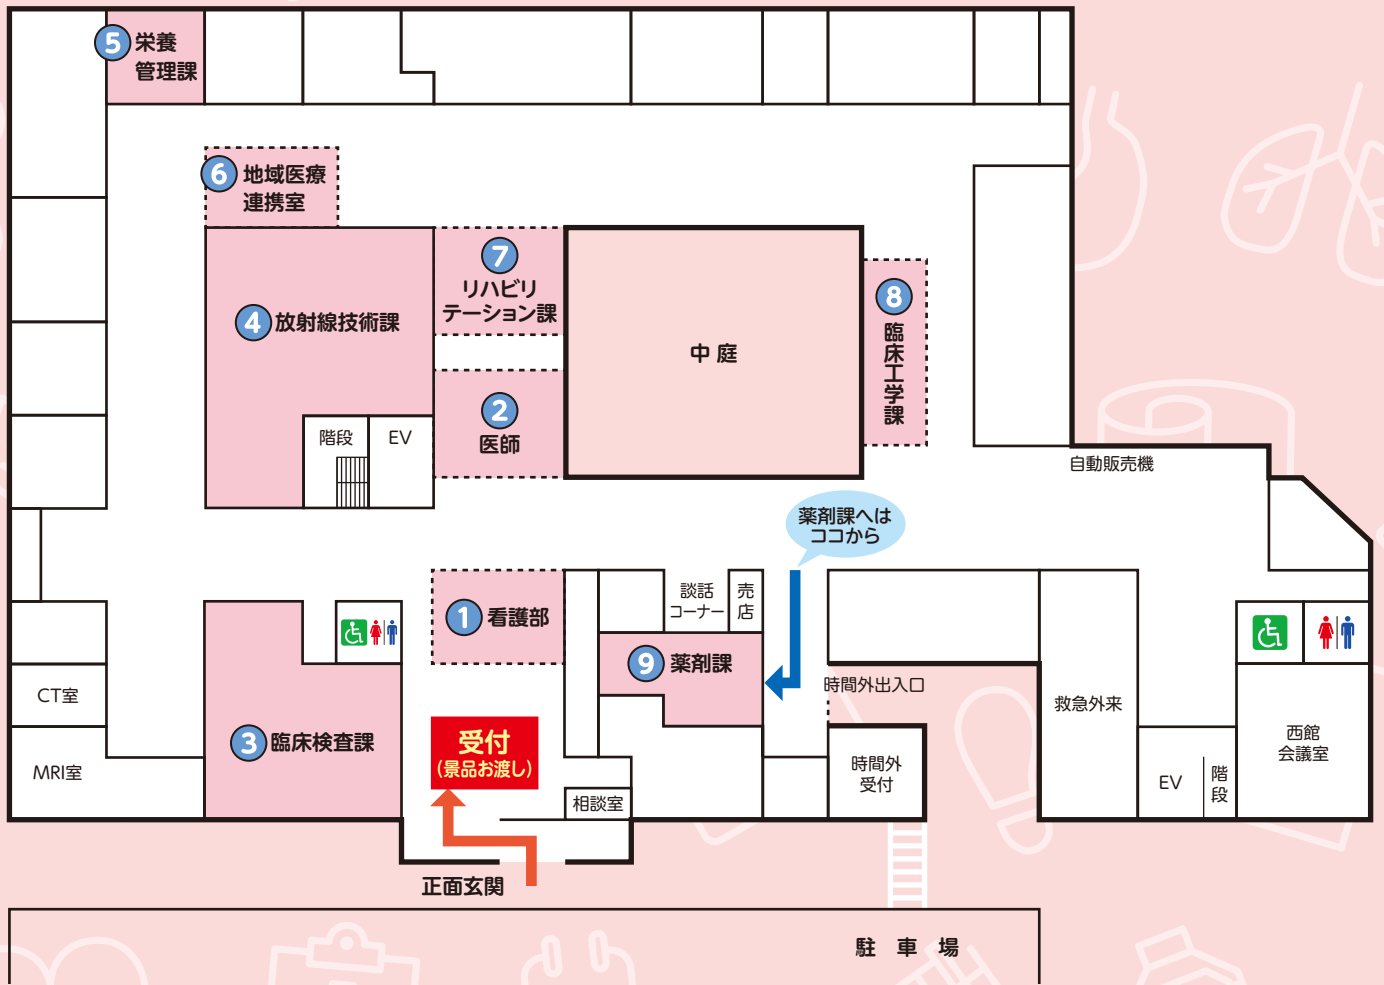 5 栄養
管理課
6 地域医療
連携室
7
リハビリ
テーション課
4 放射線技術課
8
臨床工学課
中庭
2
医師
階段
EV
自動販売機
薬剤課へは
ココから
1 看護部
談話
コーナー
売店
9 薬剤課
時間外出入口
CT室
救急外来
3 臨床検査課
受付
(景品お渡し)
西館
会議室
MRI室
時間外
受付
EV
階段
相談室
正面玄関
駐車場